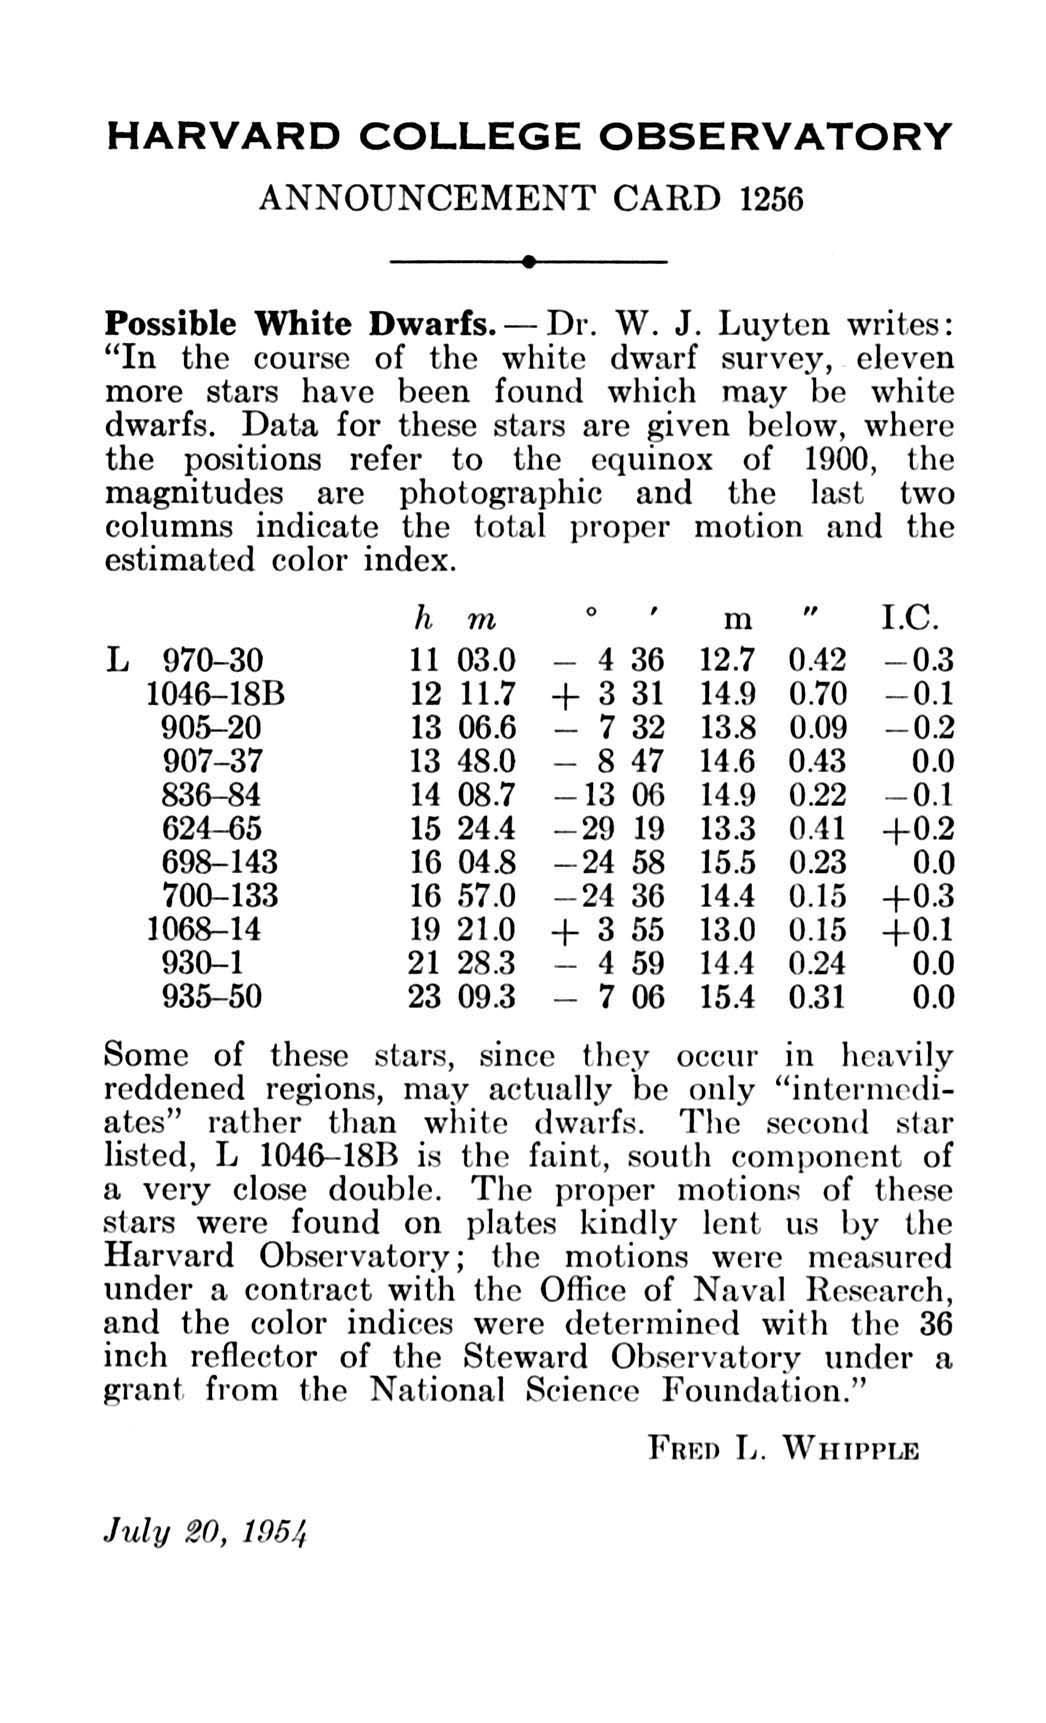 HARVARD COLLEGE OBSERVATORY
ANNOUNCEMENT CARD 1256
Possible White Dwarfs. — Dr. W. J. Luyten writes:
“In the course of the white dwarf survey, eleven
more stars have been found which may be white
dwarfs. Data for these stars are given below, where
the positions refer to the equinox of 1900, the
magnitudes are photographic and the last two
columns indicate the total proper motion and the
estimated color index.
h m ° ′ m ″ I.C.
L 970–30 11 03.0 – 4 36 12.7 0.42 –0.3
1046–18B 12 11.7 + 3 31 14.9 0.70 –0.1
905–20 13 06.6 – 7 32 13.8 0.09 –0.2
907–37 13 48.0 – 8 47 14.6 0.43 0.0
836–84 14 08.7 –13 06 14.9 0.22 –0.1
624–65 15 24.4 –29 19 13.3 0.41 +0.2
698–143 16 04.8 –24 58 15.5 0.23 0.0
700–133 16 57.0 –24 36 14.4 0.15 +0.3
1068–14 19 21.0 + 3 55 13.0 0.15 +0.1
930–1 21 28.3 – 4 59 14.4 0.24 0.0
935–50 23 09.3 – 7 06 15.4 0.31 0.0
Some of these stars, since they occur in heavily
reddened regions, may actually be only “intermedi-
ates” rather than white dwarfs. The second star
listed, L 1046–18B is the faint, south component of
a very close double. The proper motions of these
stars were found on plates kindly lent us by the
Harvard Observatory; the motions were measured
under a contract with the Office of Naval Research,
and the color indices were determined with the 36
inch reflector of the Steward Observatory under a
grant from the National Science Foundation.”
FRED L. WHIPPLE
July 20, 1954